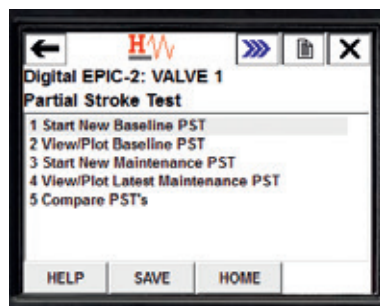 H
Digital EPIC-2: VALVE 1
Partial Stroke Test
1 Start New Baseline PST
2 View/Plot Baseline PST
3 Start New Maintenance PST
4 View/Plot Latest Maintenance PST
5 Compare PST's
HELP SAVE HOME